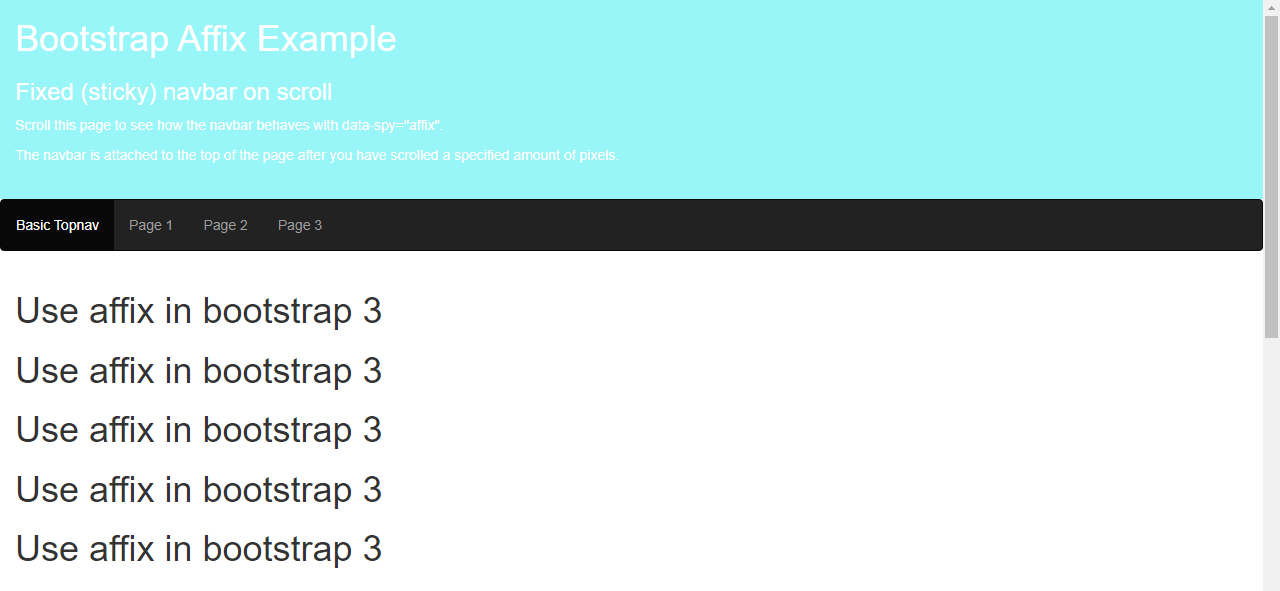 Bootstrap Affix Example
Fixed (sticky) navbar on scroll
Scroll this page to see how the navbar behaves with data-spy="affix".
The navbar is attached to the top of the page after you have scrolled a specified amount of pixels.
Basic Topnav Page 1 Page 2 Page 3
Use affix in bootstrap 3
Use affix in bootstrap 3
Use affix in bootstrap 3
Use affix in bootstrap 3
Use affix in bootstrap 3